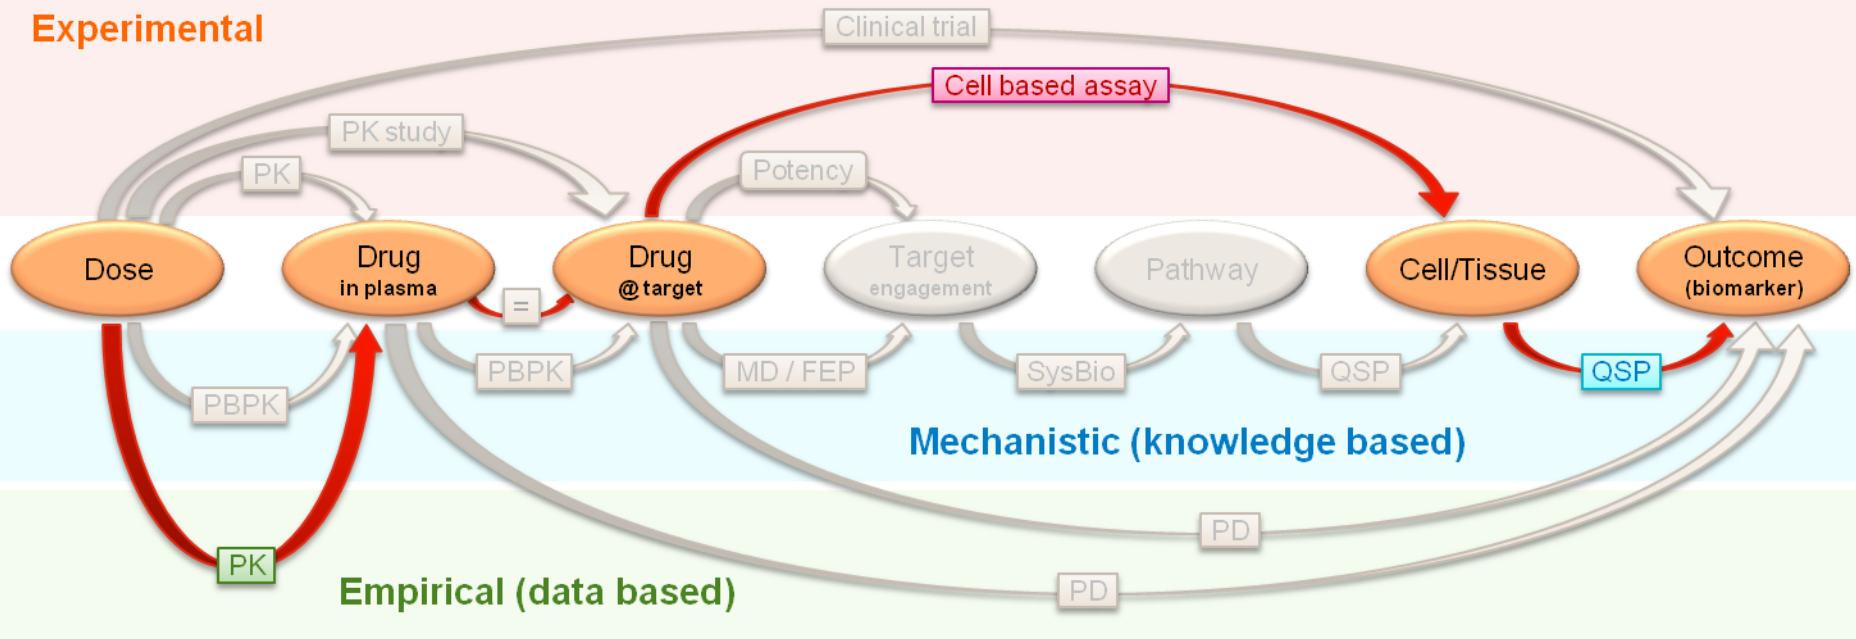 Experimental
Clinical trial
Cell based assay
PK study
PK
Potency
Dose
Drug
in plasma
=
Drug
@ target
Target
engagement
Pathway
Cell/Tissue
Outcome
(biomarker)
PBPK
PBPK
MD / FEP
SysBio
QSP
QSP
Mechanistic (knowledge based)
PD
PK
Empirical (data based)
PD